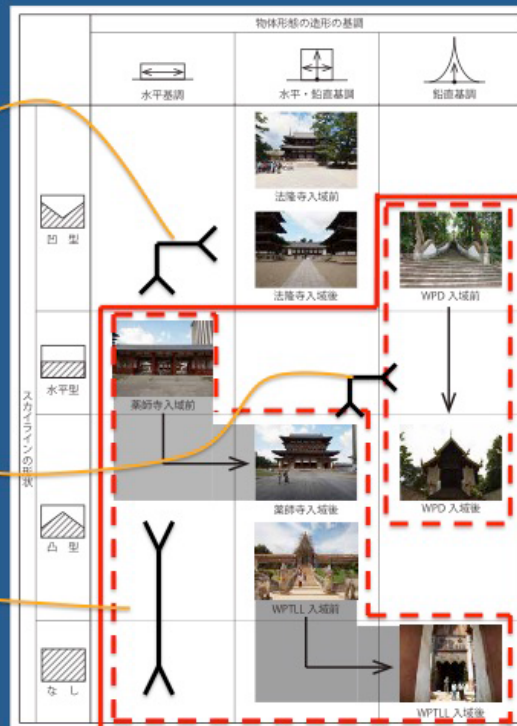 物体形態の造形の基調
水平基調
水平・鉛直基調
鉛直基調
スカイラインの形状
凹 型
法隆寺入域前
法隆寺入域後
WPD 入域前
水平型
薬師寺入域前
凸 型
薬師寺入域後
WPD 入域後
WPTLL 入域前
な し
WPTLL 入域後